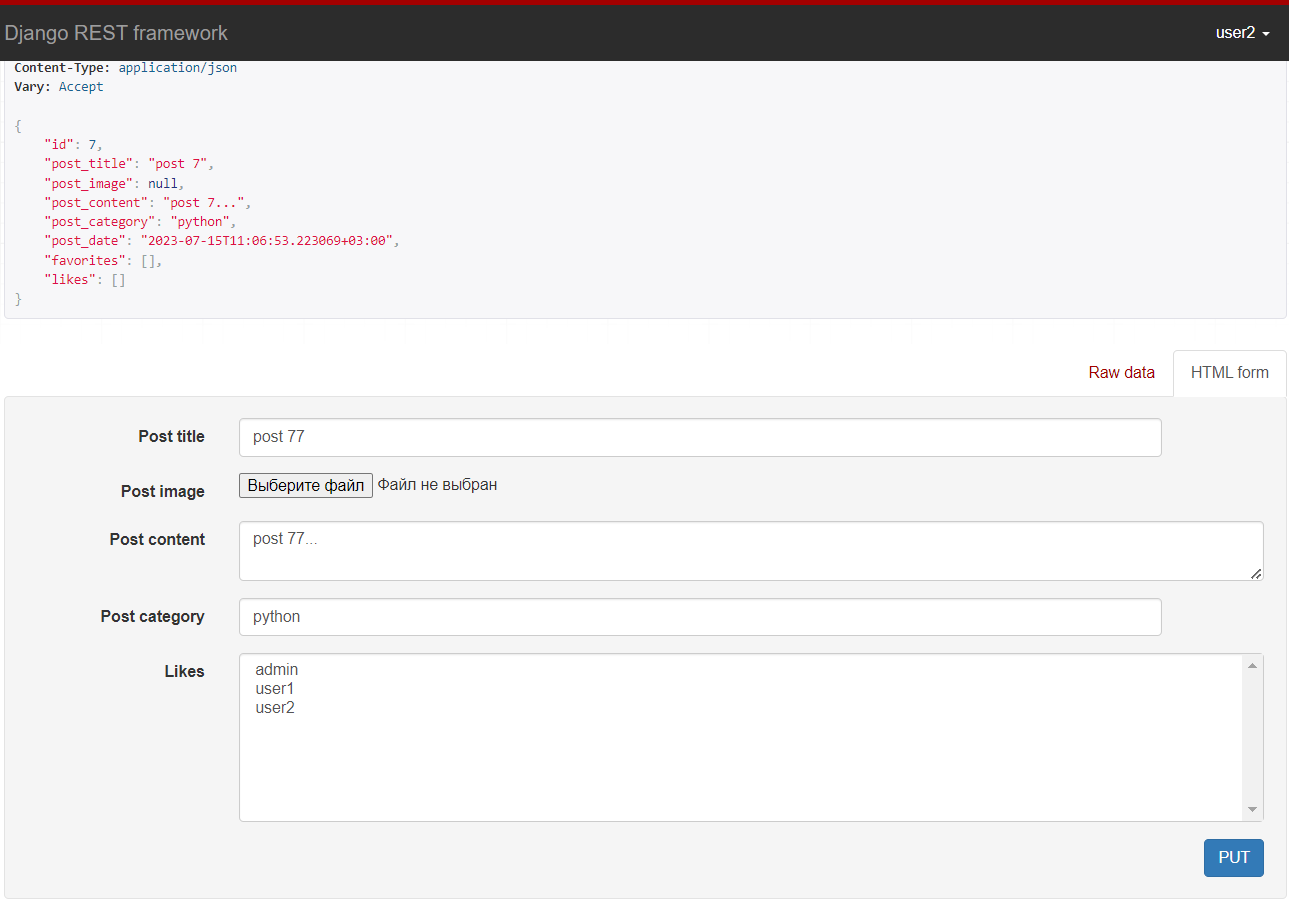 Django REST framework
user2
Content-Type: application/json
Vary: Accept
{
"id": 7,
"post_title": "post 7",
"post_image": null,
"post_content": "post 7...",
"post_category": "python",
"post_date": "2023-07-15T11:06:53.223069+03:00",
"favorites": [],
"likes": []
}
Raw data
HTML form
Post title
post 77
Post image
Выберите файл Файл не выбран
Post content
post 77...
Post category
python
Likes
admin
user1
user2
PUT